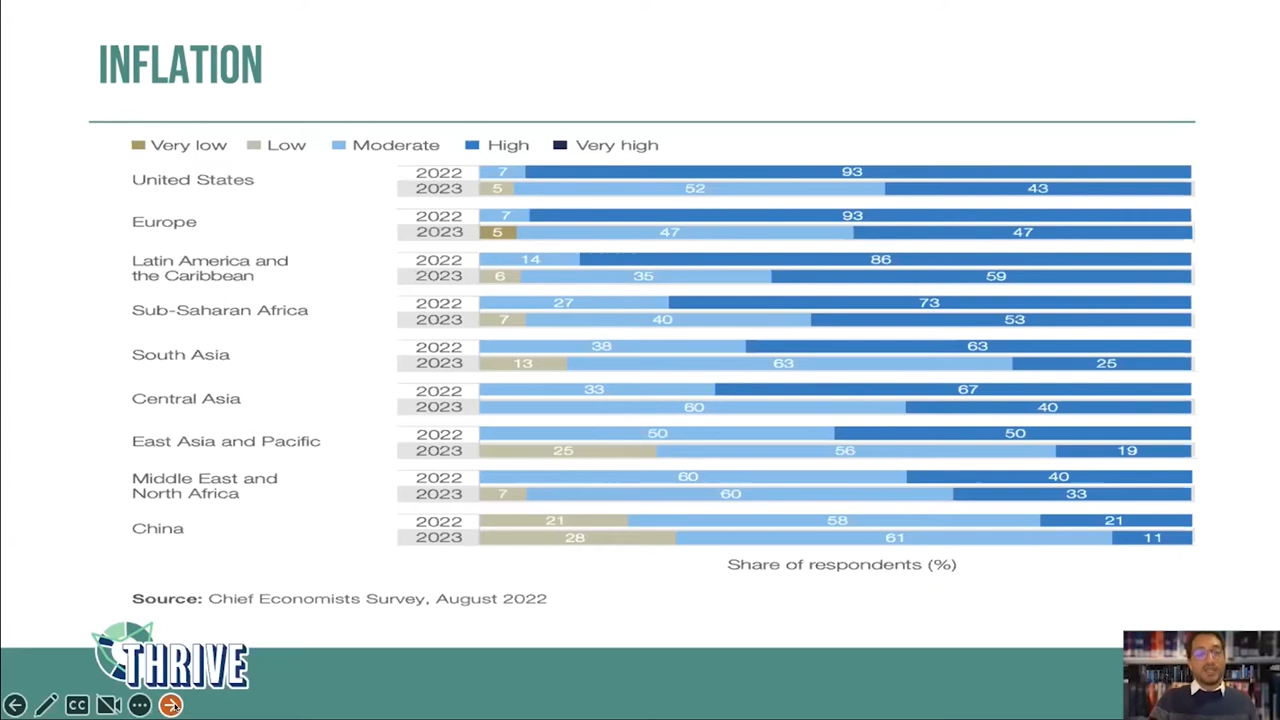 INFLATION
Very low Low Moderate High Very high
United States
2022 7 93
2023 5 52 43
Europe
2022 7 93
2023 5 47 47
Latin America and
the Caribbean
2022 14 86
2023 6 35 59
Sub-Saharan Africa
2022 27 73
2023 7 40 53
South Asia
2022 38 63
2023 13 63 25
Central Asia
2022 33 67
2023 60 40
East Asia and Pacific
2022 50 50
2023 25 56 19
Middle East and
North Africa
2022 60 40
2023 7 60 33
China
2022 21 58 21
2023 28 61 11
Share of respondents (%)
Source: Chief Economists Survey, August 2022
THRIVE
CC